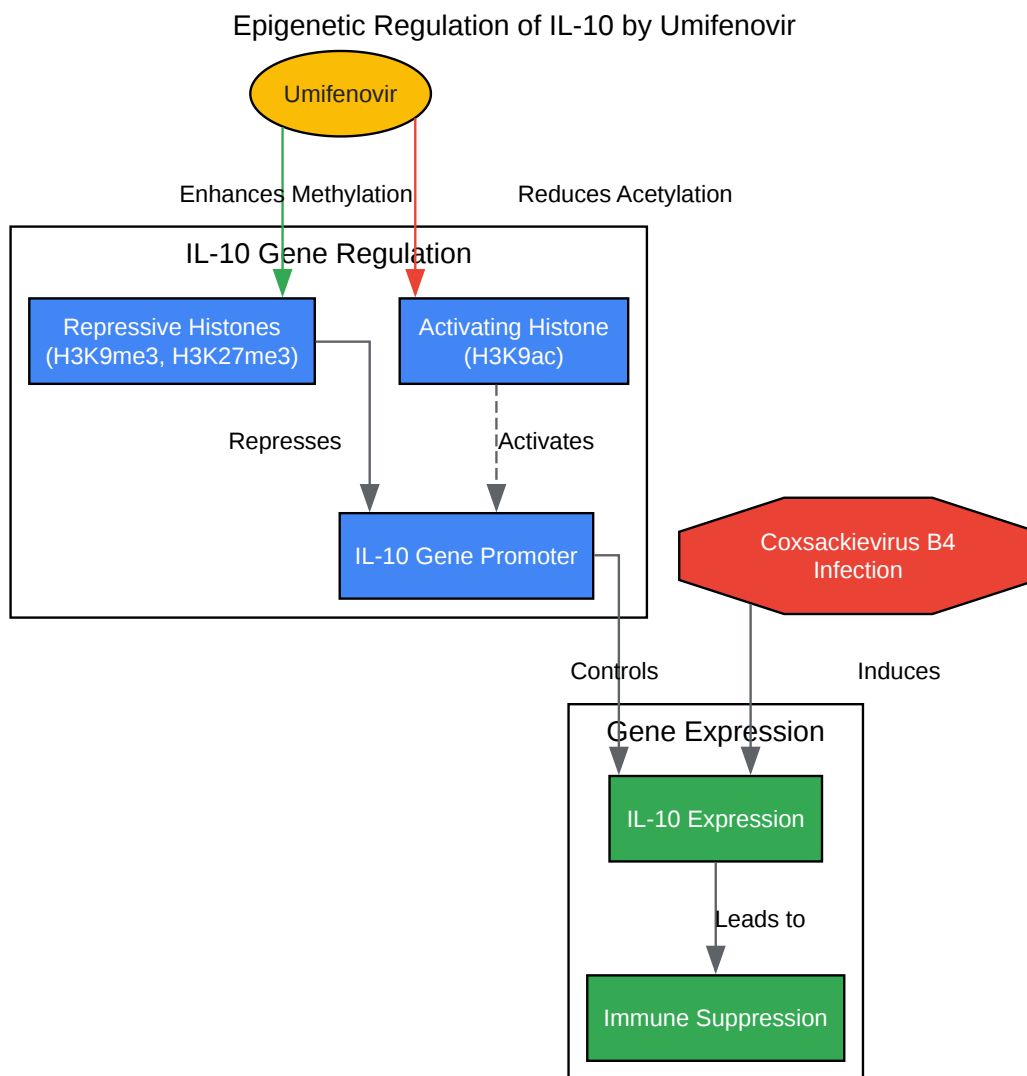 Epigenetic Regulation of IL-10 by Umifenovir
Umifenovir
Enhances Methylation
Reduces Acetylation
IL-10 Gene Regulation
Repressive Histones
(H3K9me3, H3K27me3)
Activating Histone
(H3K9ac)
Represses
Activates
IL-10 Gene Promoter
Coxsackievirus B4
Infection
Controls
Induces
Gene Expression
IL-10 Expression
Leads to
Immune Suppression